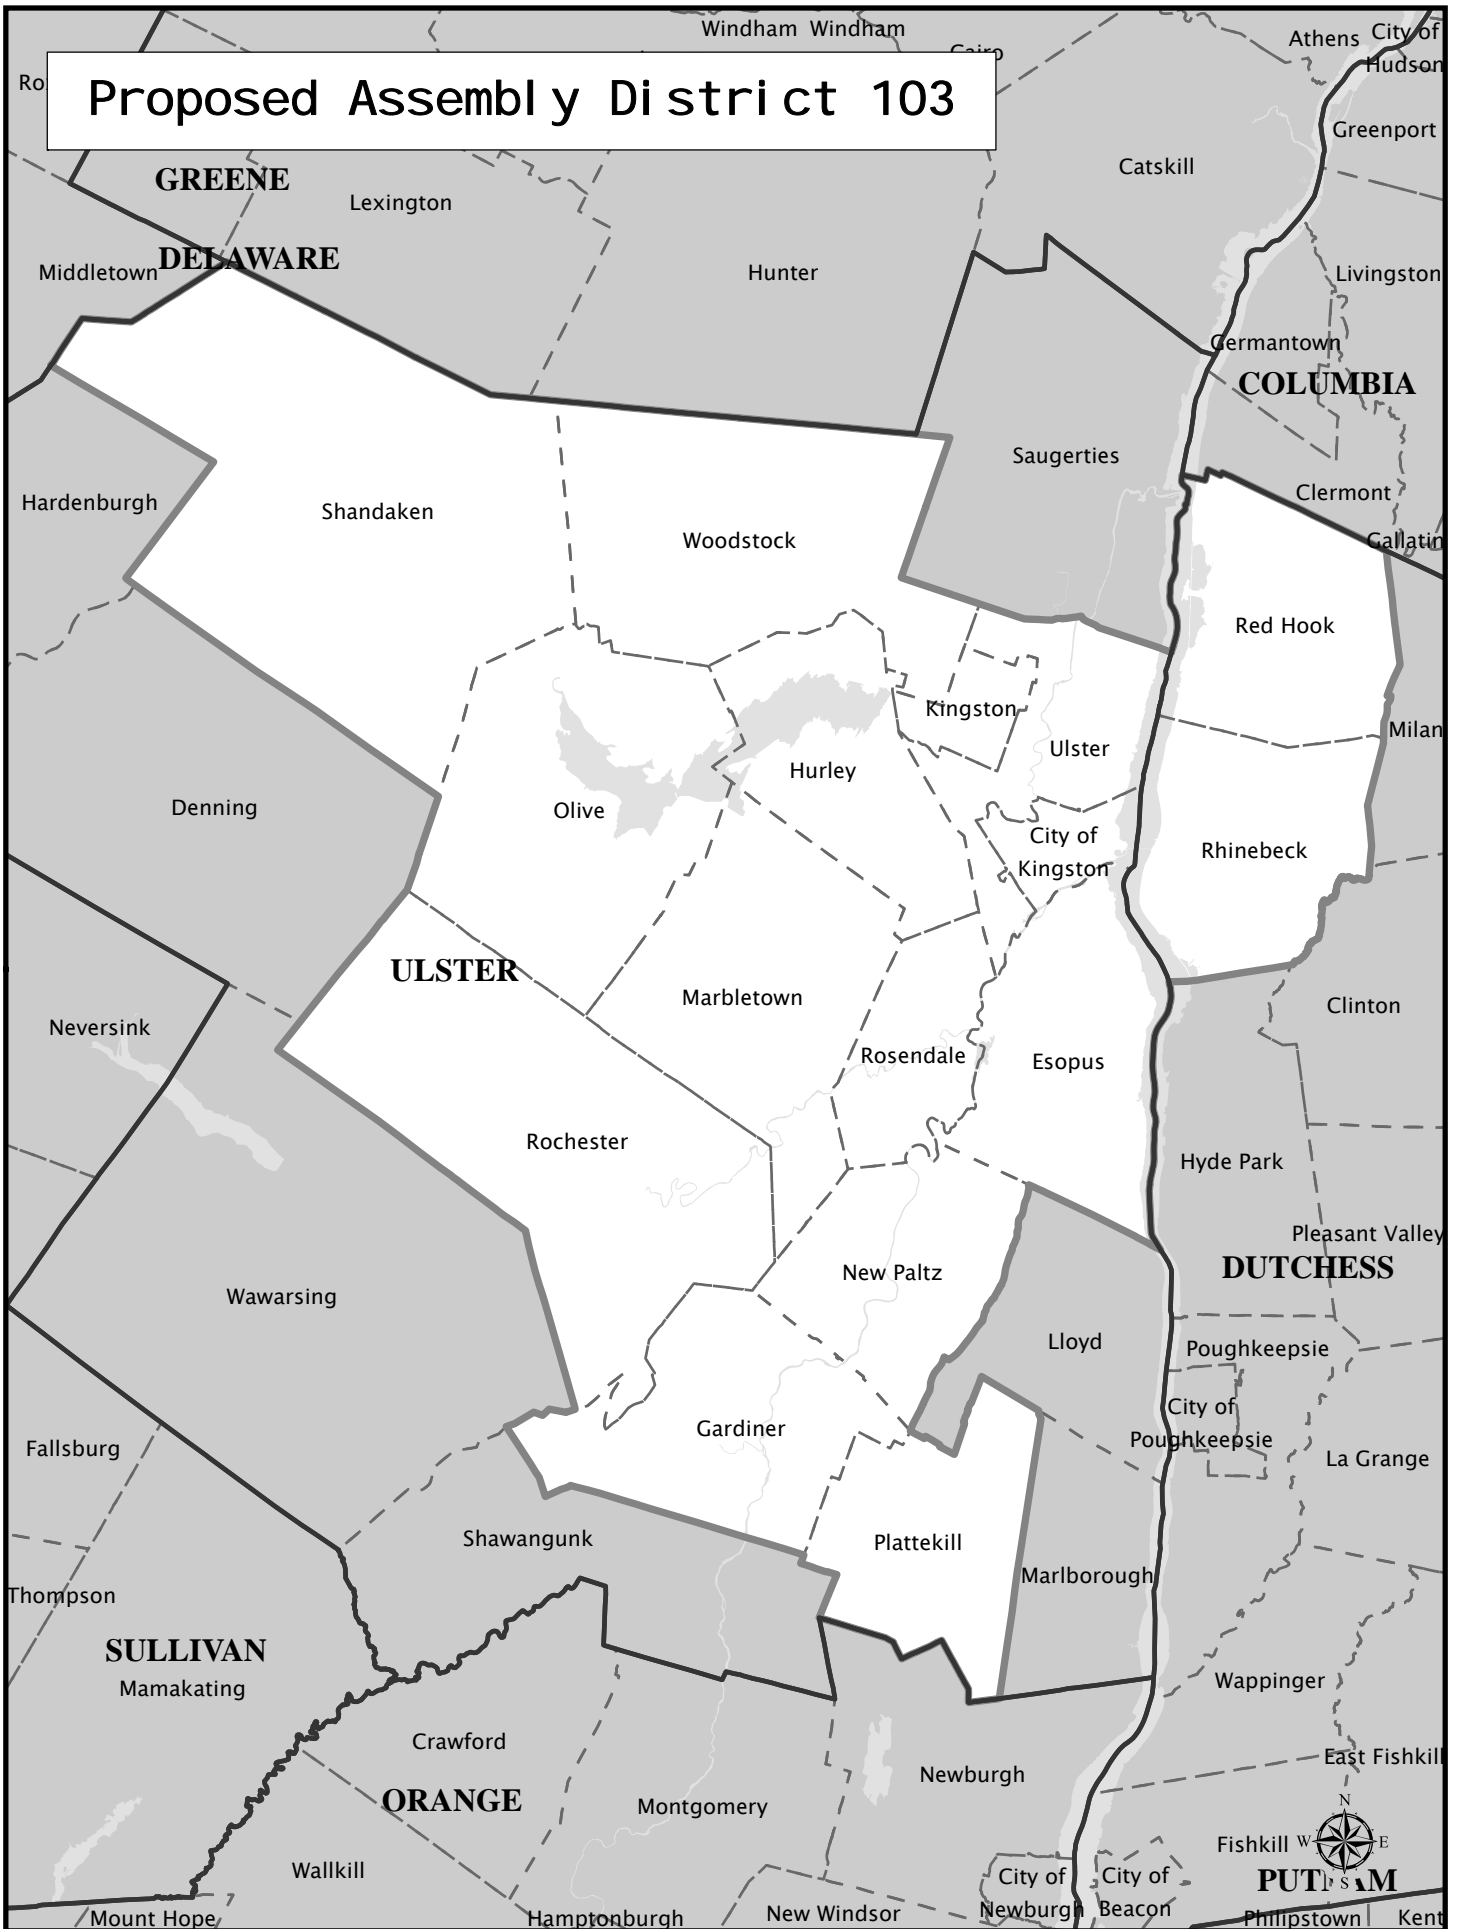 Windham Windham
Cairo
Athens
City of
Hudson
Proposed Assembly District 103
Greenport
Catskill
GREENE
Lexington
DELAWARE
Middletown
Hunter
Livingston
Germantown
COLUMBIA
Saugerties
Clermont
Hardenburgh
Shandaken
Woodstock
Gallatin
Red Hook
Kingston
Milan
Ulster
Hurley
Denning
Olive
City of
Kingston
Rhinebeck
ULSTER
Marbletown
Clinton
Neversink
Rosendale
Esopus
Rochester
Hyde Park
Pleasant Valley
New Paltz
DUTCHESS
Wawarsing
Lloyd
Poughkeepsie
City of
Poughkeepsie
Gardiner
Fallsburg
La Grange
Shawangunk
Plattekill
Marlborough
Thompson
SULLIVAN
Mamakating
Wappinger
Crawford
East Fishkill
Newburgh
ORANGE
Montgomery
N
Fishkill
W
E
S
Wallkill
City of
Newburgh
City of
Beacon
Mount Hope
Hamptonburgh
New Windsor
Philipstown
Kent